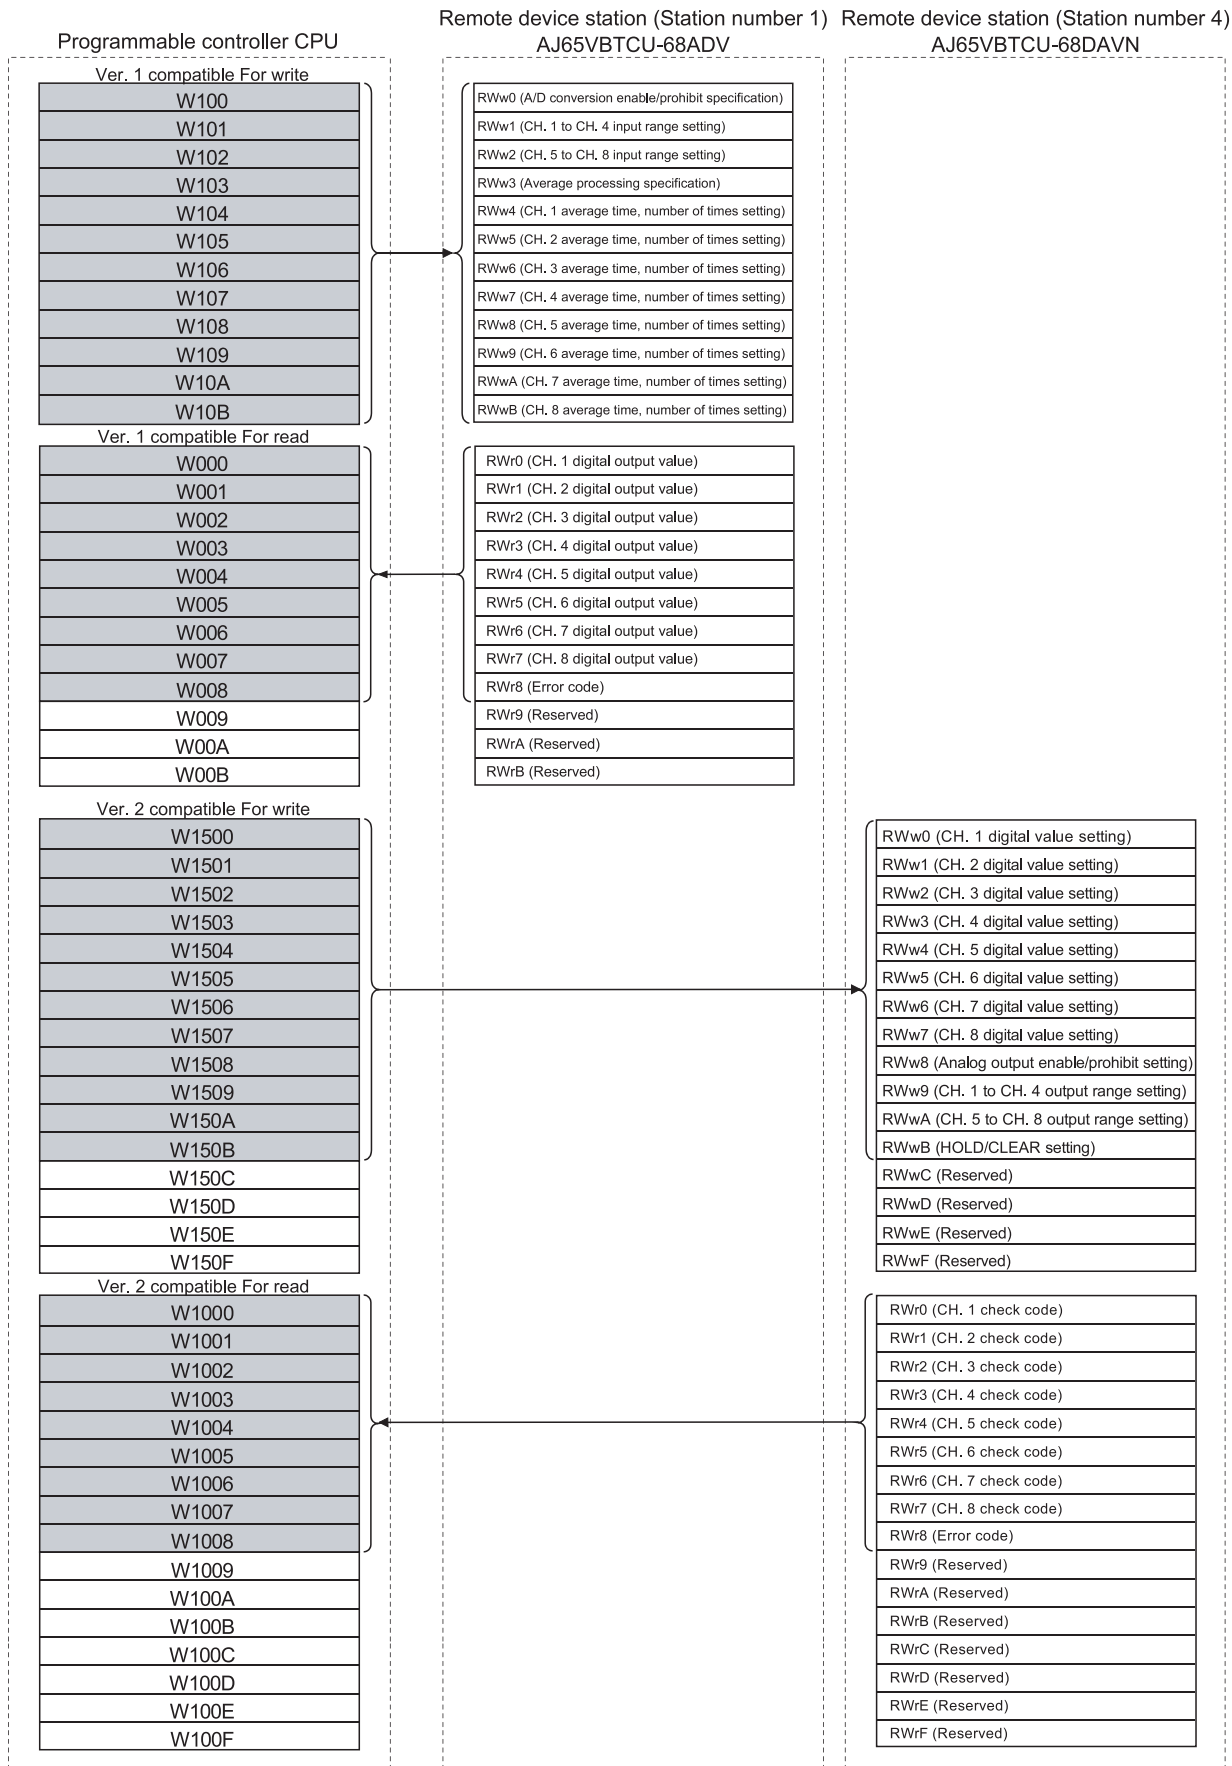 Remote device station (Station number 1) Remote device station (Station number 4)
Programmable controller CPU AJ65VBTCU-68ADV AJ65VBTCU-68DAVN
Ver. 1 compatible For write
W100 RWw0 (A/D conversion enable/prohibit specification)
W101 RWw1 (CH. 1 to CH. 4 input range setting)
W102 RWw2 (CH. 5 to CH. 8 input range setting)
W103 RWw3 (Average processing specification)
W104 RWw4 (CH. 1 average time, number of times setting)
W105 RWw5 (CH. 2 average time, number of times setting)
W106 RWw6 (CH. 3 average time, number of times setting)
W107 RWw7 (CH. 4 average time, number of times setting)
W108 RWw8 (CH. 5 average time, number of times setting)
W109 RWw9 (CH. 6 average time, number of times setting)
W10A RWwA (CH. 7 average time, number of times setting)
W10B RWwB (CH. 8 average time, number of times setting)
Ver. 1 compatible For read
W000 RWr0 (CH. 1 digital output value)
W001 RWr1 (CH. 2 digital output value)
W002 RWr2 (CH. 3 digital output value)
W003 RWr3 (CH. 4 digital output value)
W004 RWr4 (CH. 5 digital output value)
W005 RWr5 (CH. 6 digital output value)
W006 RWr6 (CH. 7 digital output value)
W007 RWr7 (CH. 8 digital output value)
W008 RWr8 (Error code)
W009 RWr9 (Reserved)
W00A RWrA (Reserved)
W00B RWrB (Reserved)
Ver. 2 compatible For write
W1500 RWw0 (CH. 1 digital value setting)
W1501 RWw1 (CH. 2 digital value setting)
W1502 RWw2 (CH. 3 digital value setting)
W1503 RWw3 (CH. 4 digital value setting)
W1504 RWw4 (CH. 5 digital value setting)
W1505 RWw5 (CH. 6 digital value setting)
W1506 RWw6 (CH. 7 digital value setting)
W1507 RWw7 (CH. 8 digital value setting)
W1508 RWw8 (Analog output enable/prohibit setting)
W1509 RWw9 (CH. 1 to CH. 4 output range setting)
W150A RWwA (CH. 5 to CH. 8 output range setting)
W150B RWwB (HOLD/CLEAR setting)
W150C RWwC (Reserved)
W150D RWwD (Reserved)
W150E RWwE (Reserved)
W150F RWwF (Reserved)
Ver. 2 compatible For read
W1000 RWr0 (CH. 1 check code)
W1001 RWr1 (CH. 2 check code)
W1002 RWr2 (CH. 3 check code)
W1003 RWr3 (CH. 4 check code)
W1004 RWr4 (CH. 5 check code)
W1005 RWr5 (CH. 6 check code)
W1006 RWr6 (CH. 7 check code)
W1007 RWr7 (CH. 8 check code)
W1008 RWr8 (Error code)
W1009 RWr9 (Reserved)
W100A RWrA (Reserved)
W100B RWrB (Reserved)
W100C RWrC (Reserved)
W100D RWrD (Reserved)
W100E RWrE (Reserved)
W100F RWrF (Reserved)